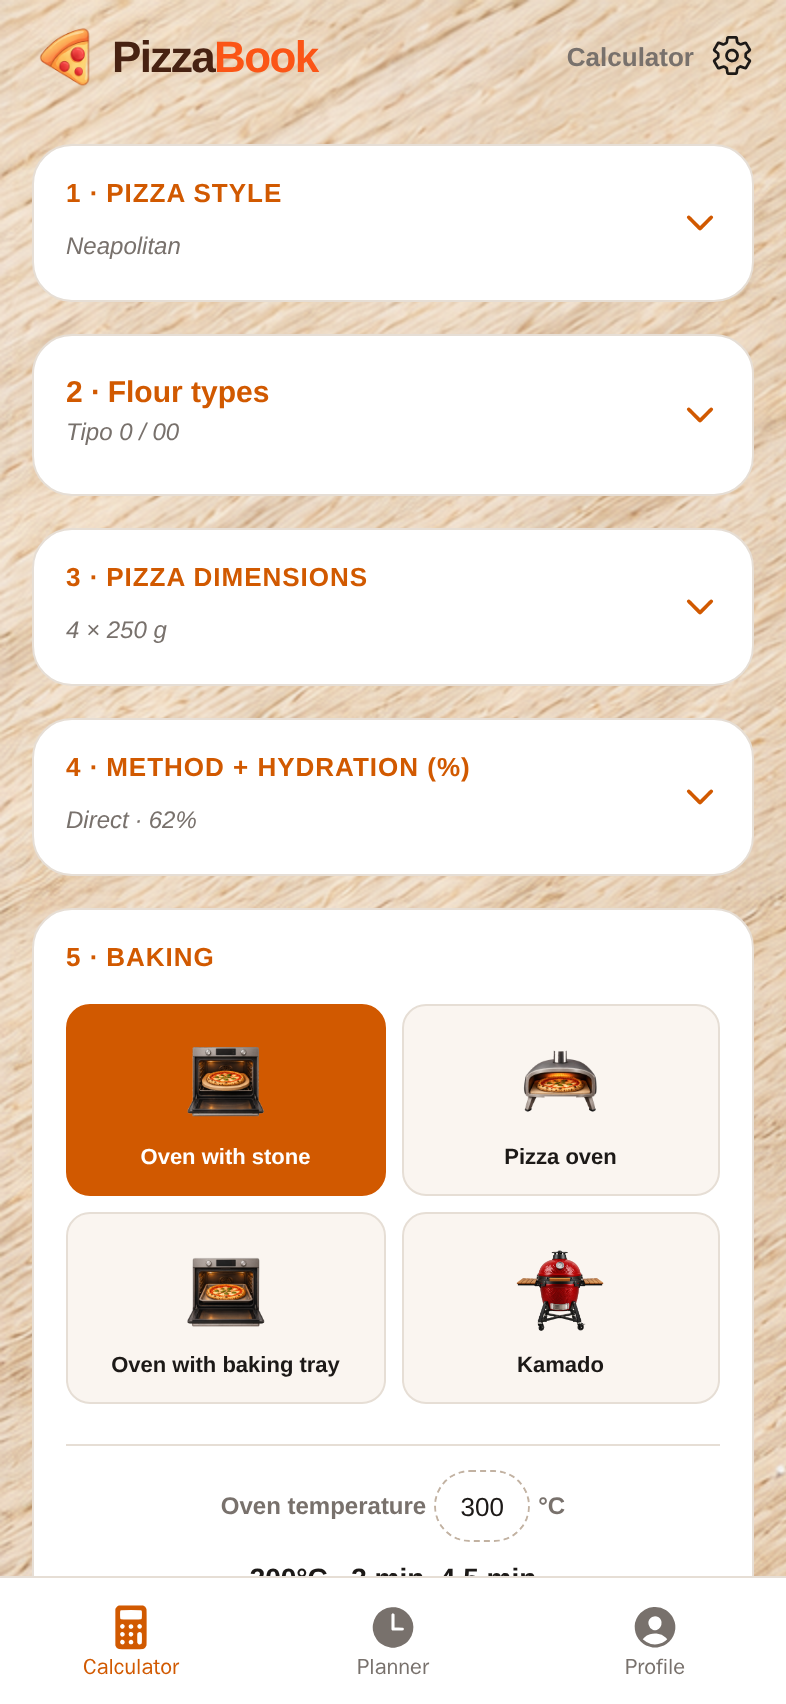 PizzaBook
Calculator
1 · PIZZA STYLE
Neapolitan
2 · Flour types
Tipo 0 / 00
3 · PIZZA DIMENSIONS
4 × 250 g
4 · METHOD + HYDRATION (%)
Direct · 62%
5 · BAKING
Oven with stone
Pizza oven
Oven with baking tray
Kamado
Oven temperature 300 °C
Calculator
Planner
Profile